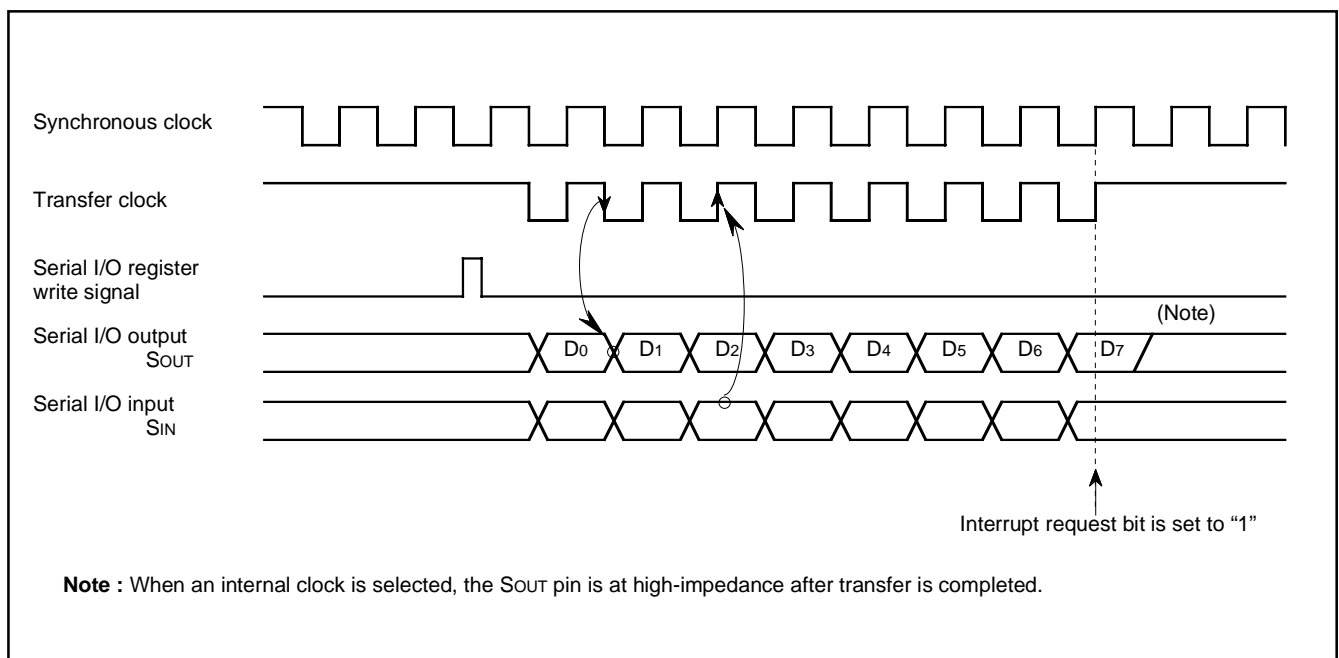 Synchronous clock
Transfer clock
Serial I/O register
write signal
(Note)
Serial I/O output
SOUT
D0 D1 D2 D3 D4 D5 D6 D7
Serial I/O input
SIN
Interrupt request bit is set to “1”
Note : When an internal clock is selected, the SOUT pin is at high-impedance after transfer is completed.